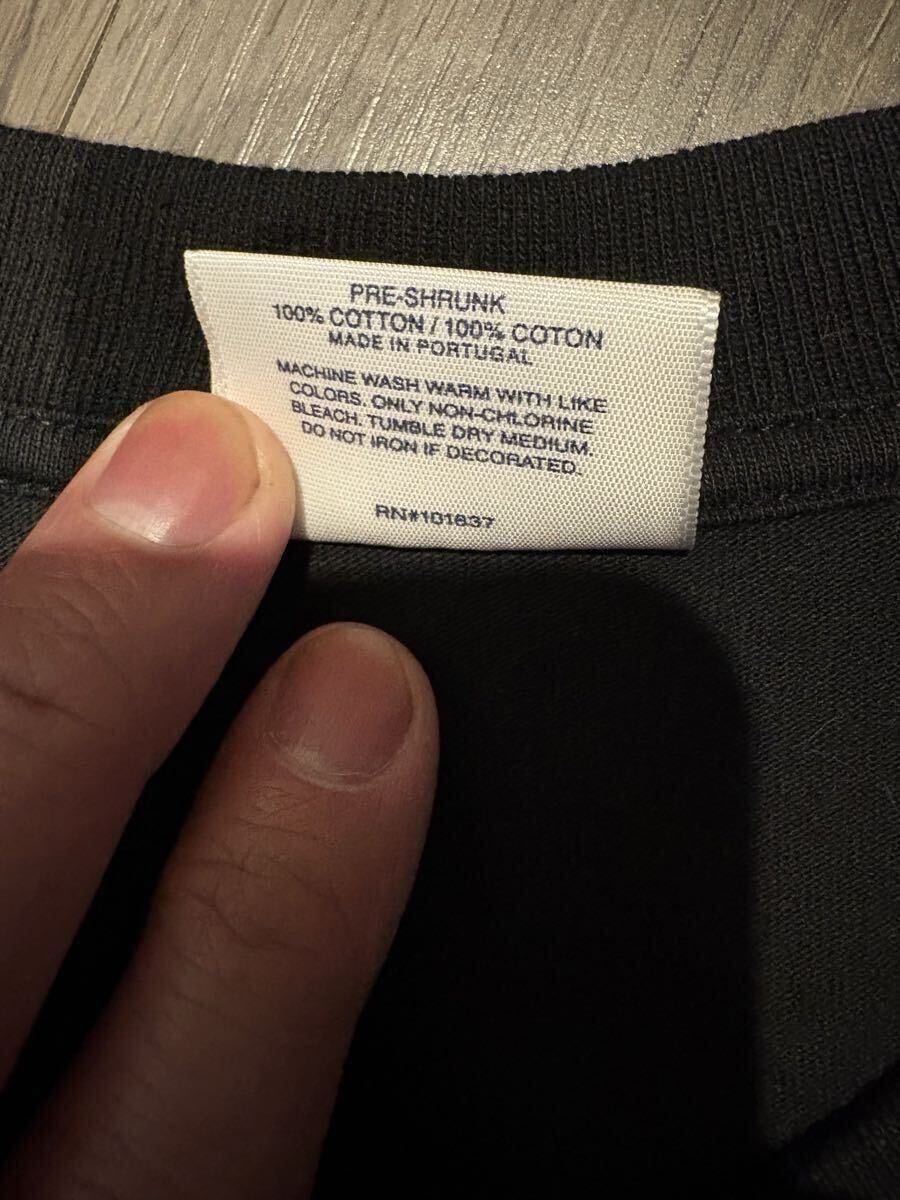 PRE-SHRUNK
100% COTTON / 100% COTON
MADE IN PORTUGAL
MACHINE WASH WARM WITH LIKE
COLORS. ONLY NON-CHLORINE
BLEACH. TUMBLE DRY MEDIUM.
DO NOT IRON IF DECORATED.
RN#101837